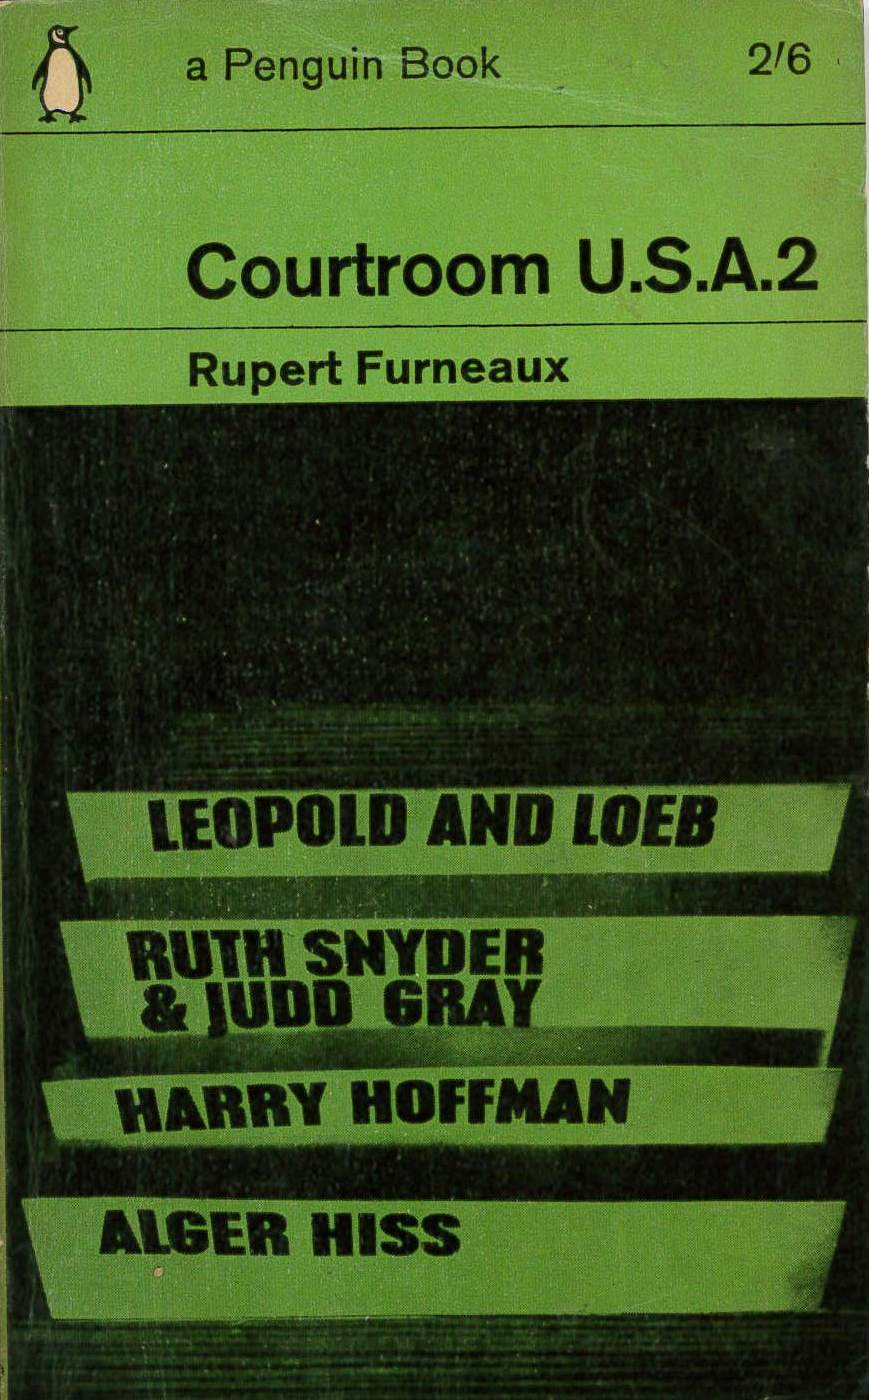 a Penguin Book 2/6
Courtroom U.S.A.2
Rupert Furneaux
LEOPOLD AND LOEB
RUTH SNYDER
& JUDD GRAY
HARRY HOFFMAN
ALGER HISS